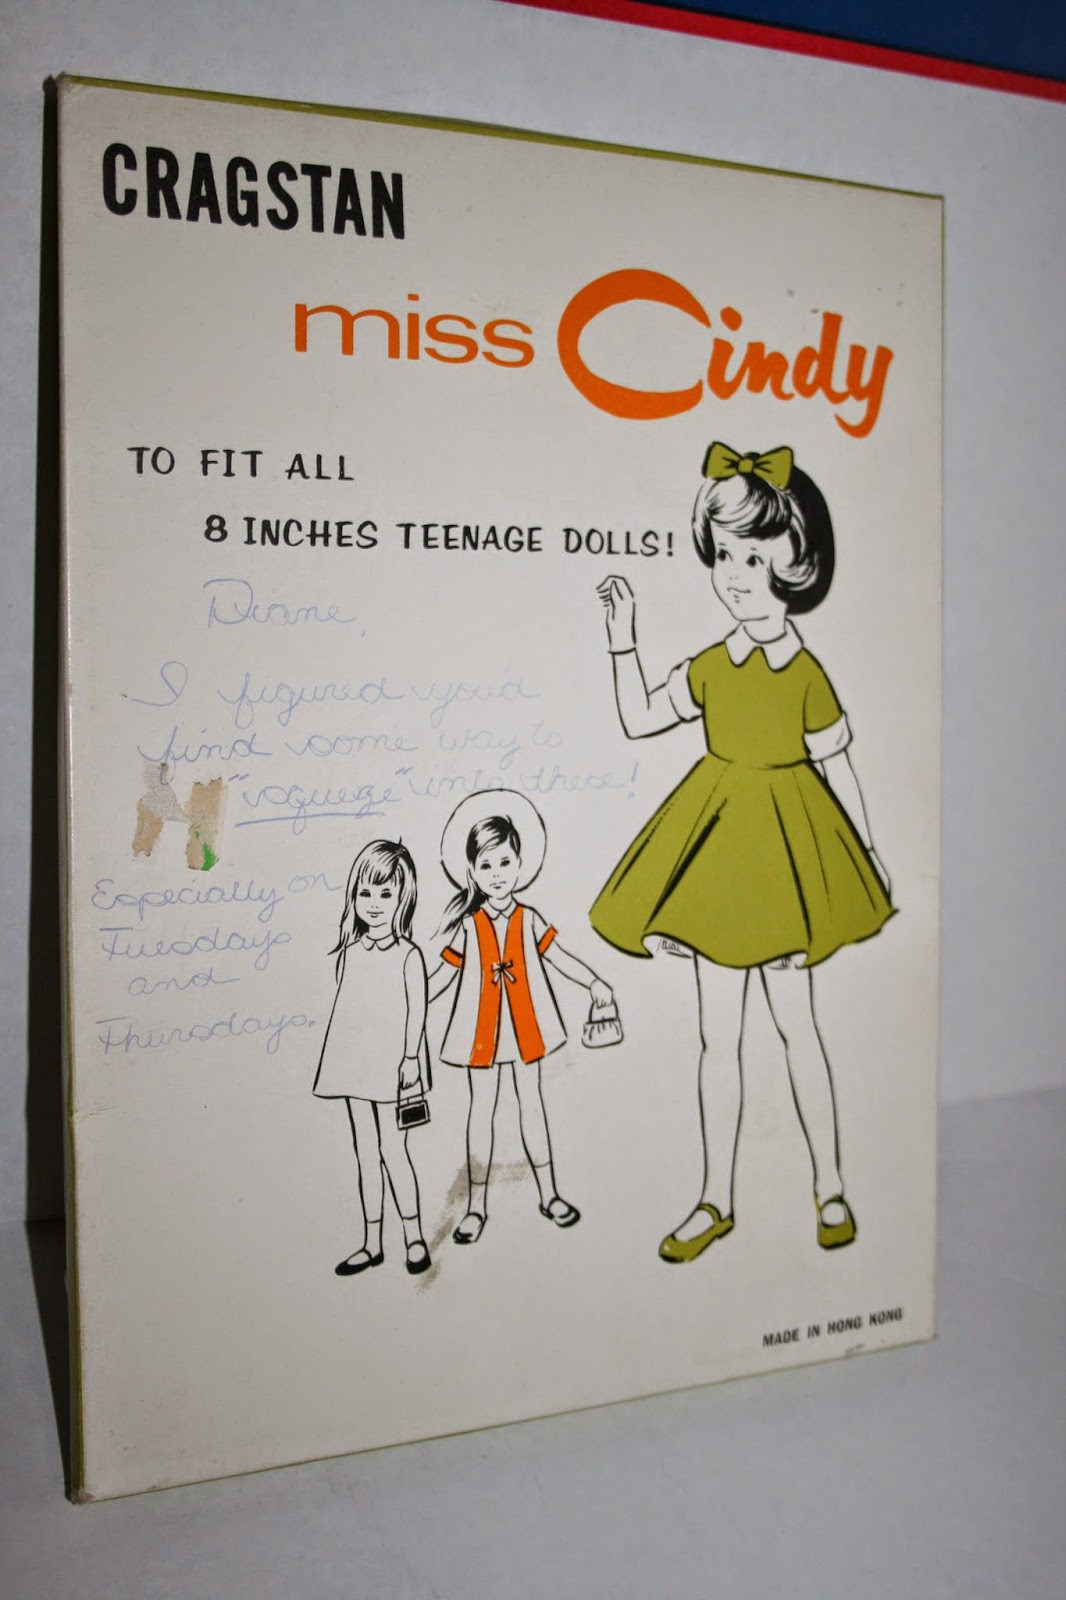 CRAGSTAN
miss Cindy
TO FIT ALL
8 INCHES TEENAGE DOLLS!
Diane,
I figured you'd
find some way to
"squeeze" into these!
Especially on
Tuesdays
and
Thursdays.
MADE IN HONG KONG